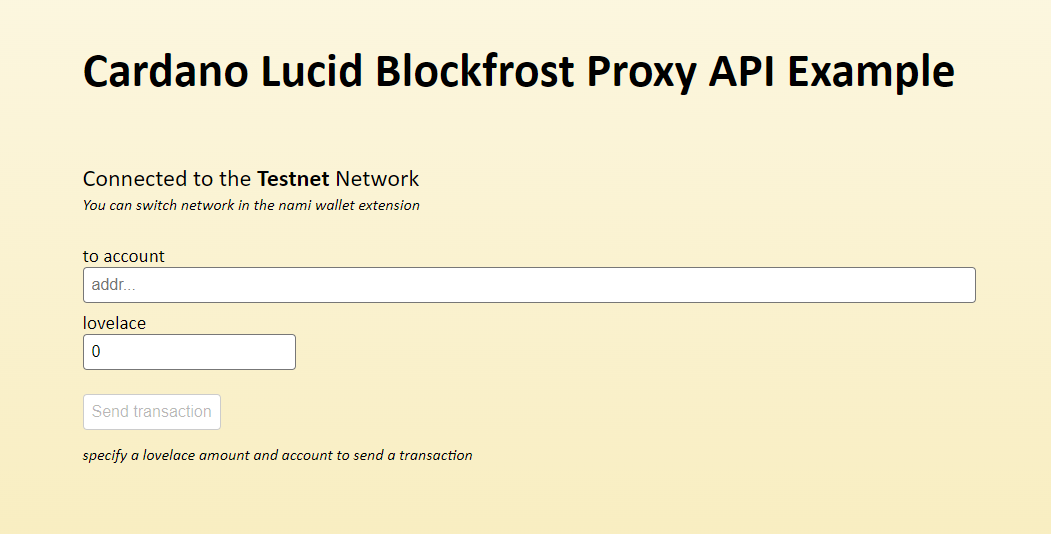 Cardano Lucid Blockfrost Proxy API Example
Connected to the Testnet Network
You can switch network in the nami wallet extension
to account
addr...
lovelace
0
Send transaction
specify a lovelace amount and account to send a transaction